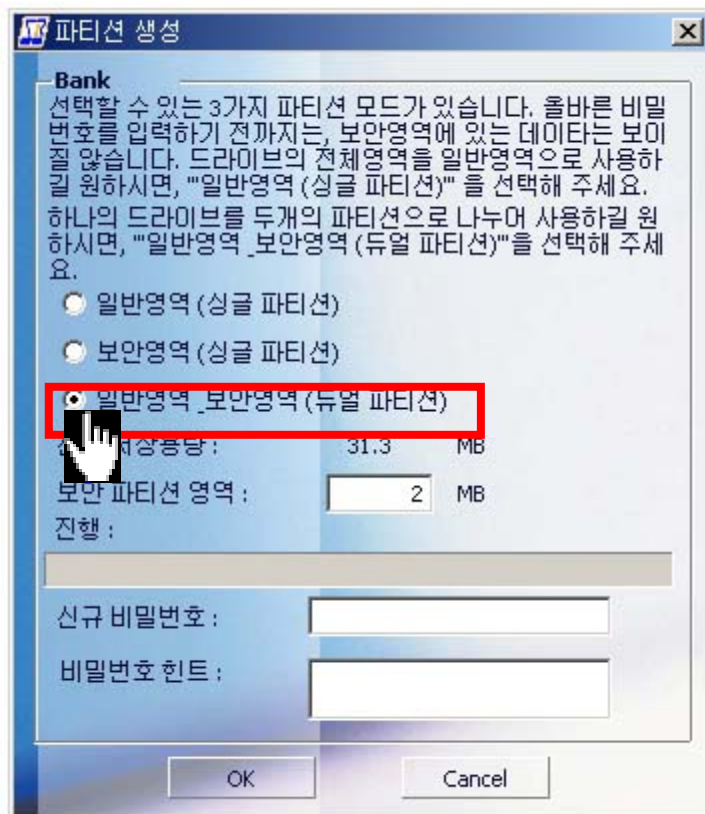 파티션 생성
Bank
선택할 수 있는 3가지 파티션 모드가 있습니다. 올바른 비밀
번호를 입력하기 전까지는, 보안영역에 있는 데이타는 보이
질 않습니다. 드라이브의 전체영역을 일반영역으로 사용하
길 원하시면, '"일반영역 (싱글 파티션)'" 을 선택해 주세요.
하나의 드라이브를 두개의 파티션으로 나누어 사용하길 원
하시면, '"일반영역 _보안영역 (듀얼 파티션)'"을 선택해 주세
요.
일반영역 (싱글 파티션)
보안영역 (싱글 파티션)
일반영역 _보안영역 (듀얼 파티션)
저장용량 : 31.3 MB
보안 파티션 영역 : 2 MB
진행 :
신규 비밀번호 :
비밀번호 힌트 :
OK Cancel